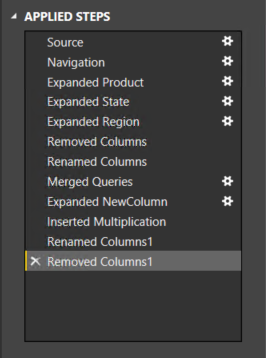 APPLIED STEPS
Source
Navigation
Expanded Product
Expanded State
Expanded Region
Removed Columns
Renamed Columns
Merged Queries
Expanded NewColumn
Inserted Multiplication
Renamed Columns1
Removed Columns1